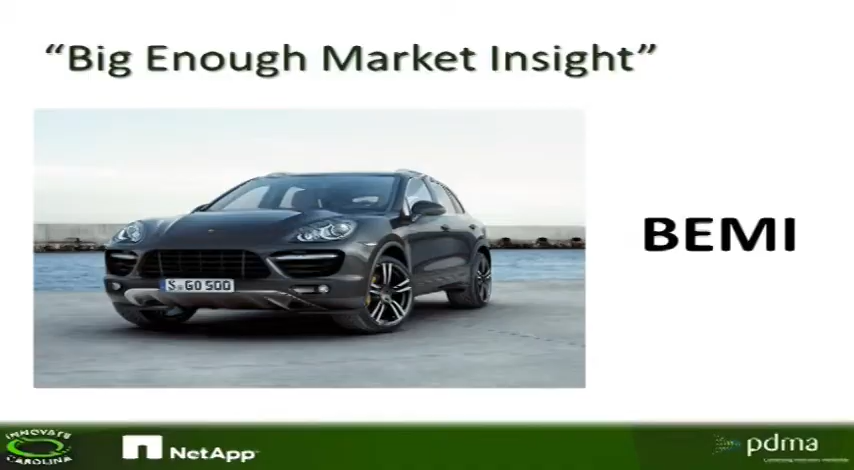 “Big Enough Market Insight”
BEMI
S GO 500
INNOVATE
CAROLINA
NetApp
pdma